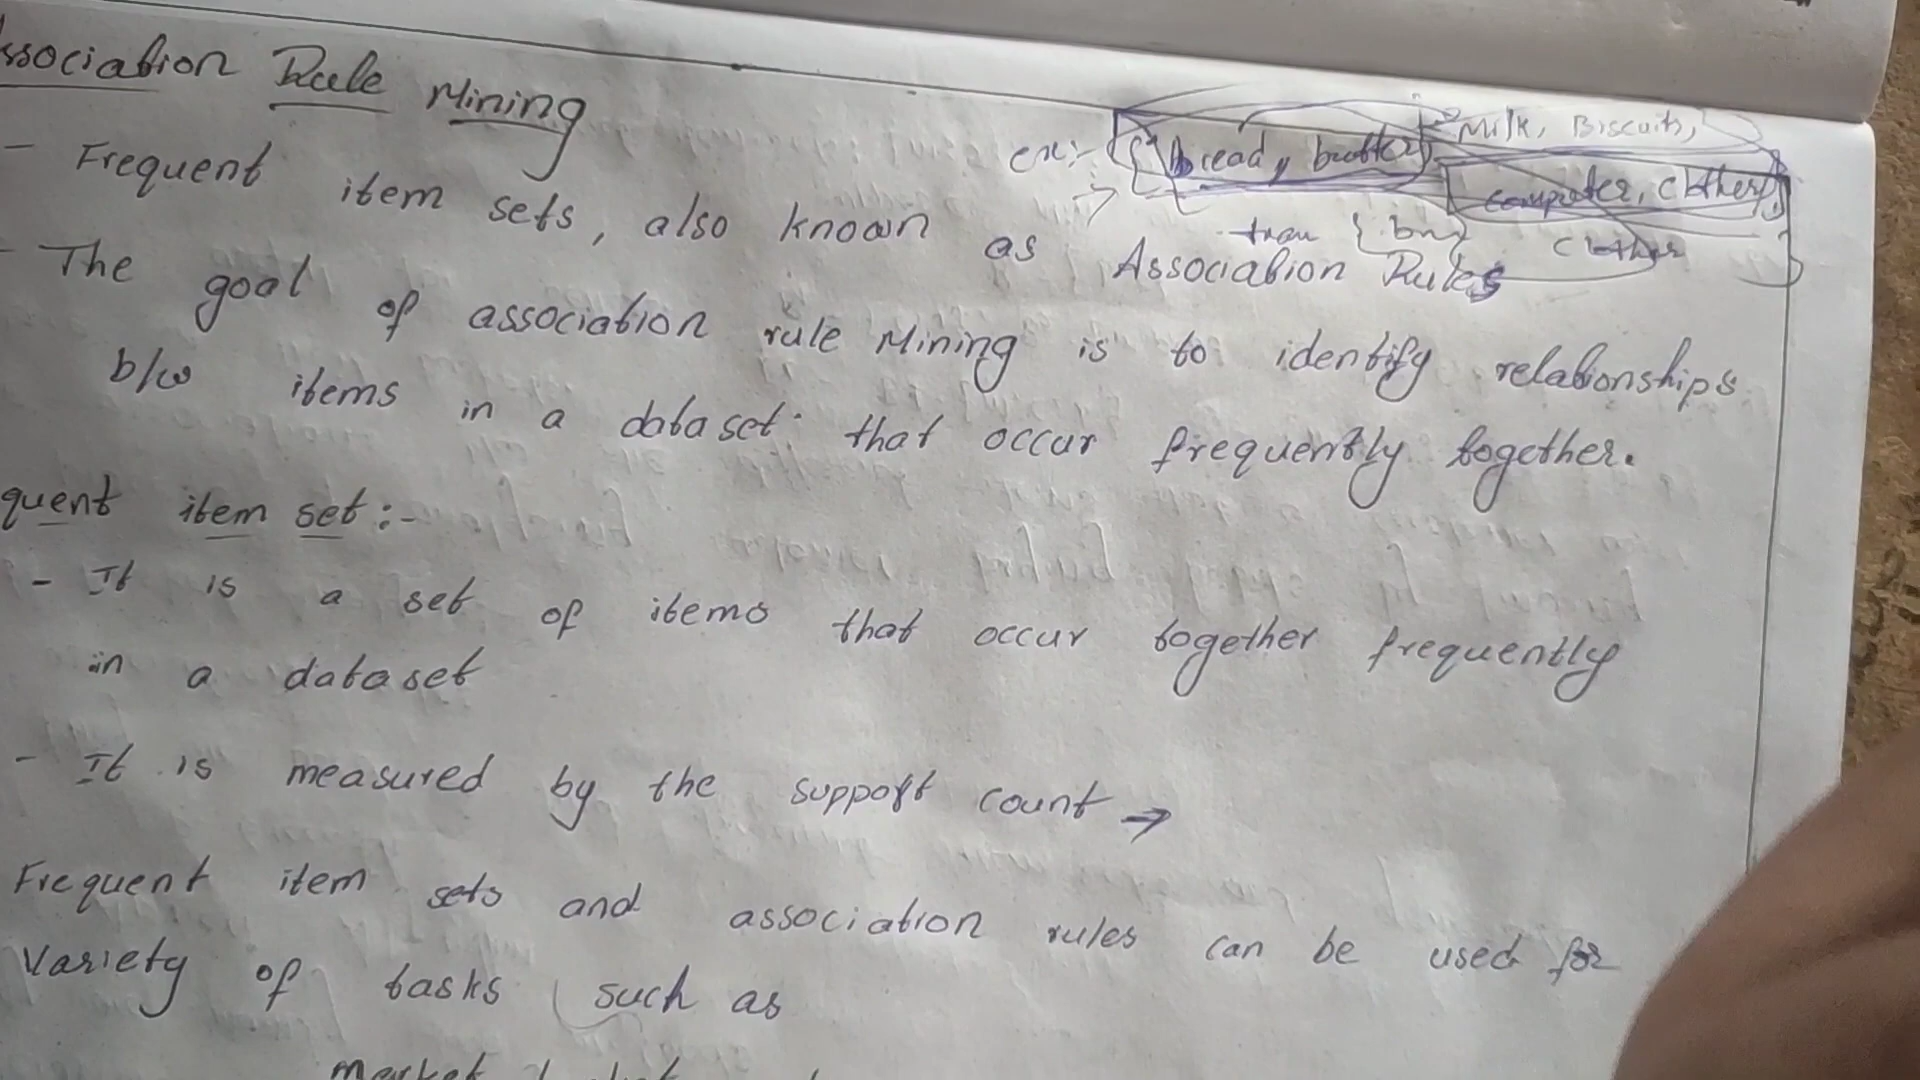 ssociation Rule Mining
ex:- {bread, butter} Milk, Biscuits,
computer, clothes}
- Frequent item sets, also known as Association Rules
clother
- The goal of association rule Mining is to identify relationships
b/w items in a dataset that occur frequently together.
quent item set :-
- It is a set of items that occur together frequently
in a dataset
- It is measured by the support count →
Frequent item sets and association rules can be used for
Variety of tasks such as
market